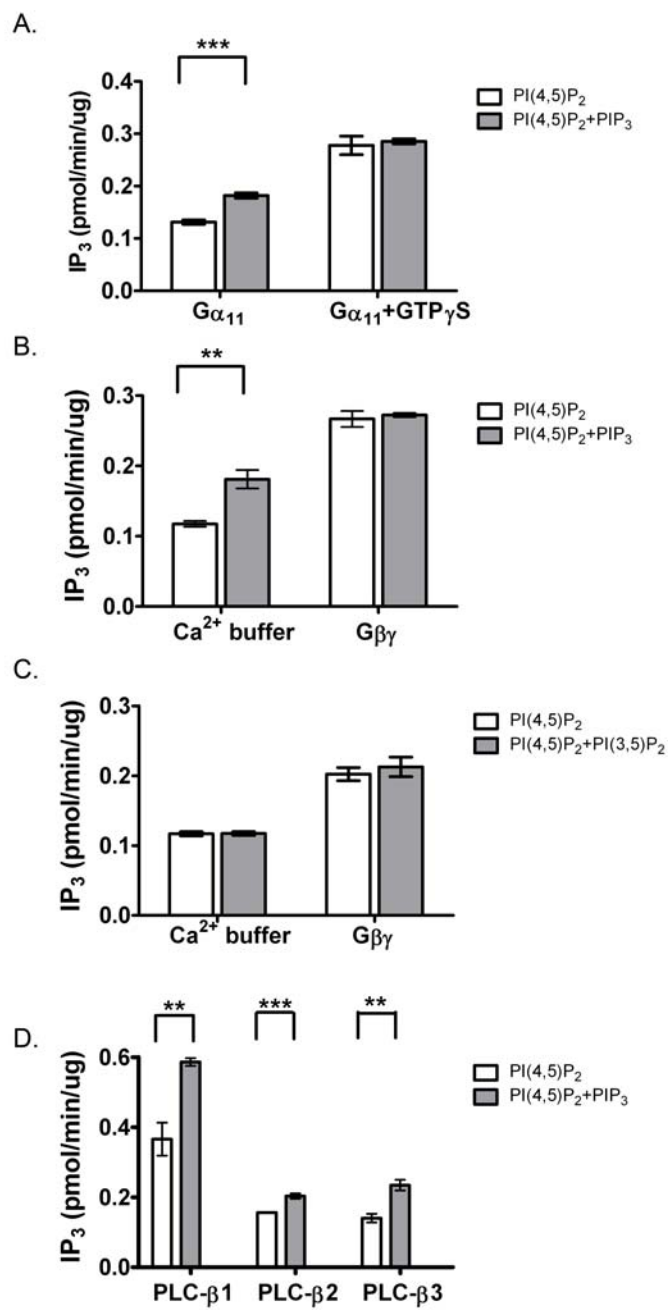 A.
***
IP₃ (pmol/min/ug)
0.4
0.3
0.2
0.1
0.0
Gα₁₁
Gα₁₁+GTPγS
PI(4,5)P₂
PI(4,5)P₂+PIP₃
B.
**
IP₃ (pmol/min/ug)
0.3
0.2
0.1
0.0
Ca²⁺ buffer
Gβγ
PI(4,5)P₂
PI(4,5)P₂+PIP₃
C.
IP₃ (pmol/min/ug)
0.3
0.2
0.1
0.0
Ca²⁺ buffer
Gβγ
PI(4,5)P₂
PI(4,5)P₂+PI(3,5)P₂
D.
**
***
**
IP₃ (pmol/min/ug)
0.6
0.4
0.2
0.0
PLC-β1
PLC-β2
PLC-β3
PI(4,5)P₂
PI(4,5)P₂+PIP₃